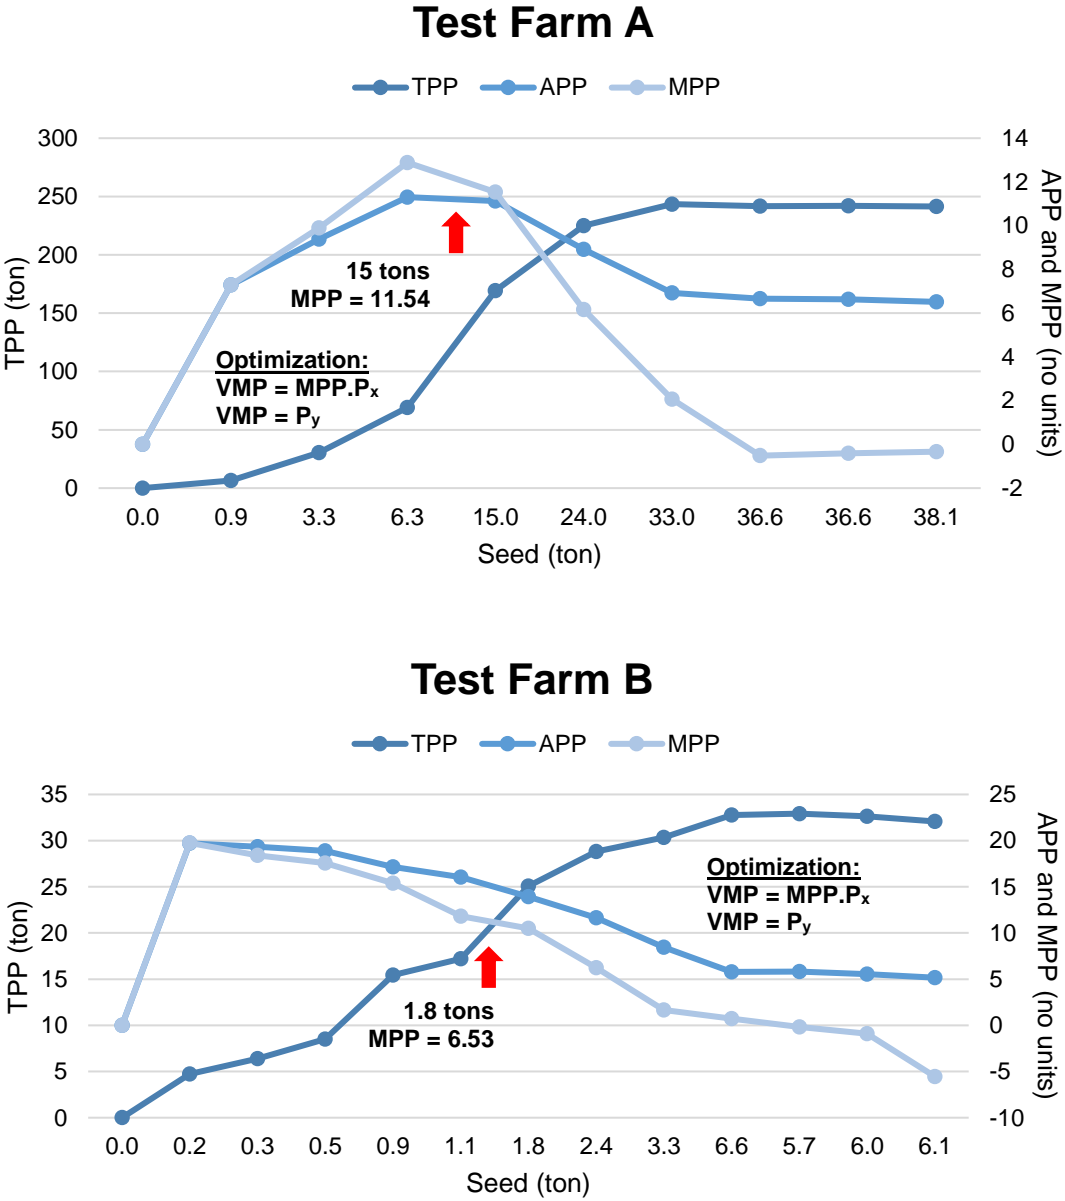 Test Farm A
TPP APP MPP
300 14
250 12
200 10
150 8
100 6
50 4
0 2
0
-2
TPP (ton)
APP and MPP (no units)
15 tons
MPP = 11.54
Optimization:
VMP = MPP.Px
VMP = Py
0.0 0.9 3.3 6.3 15.0 24.0 33.0 36.6 36.6 38.1
Seed (ton)
Test Farm B
TPP APP MPP
35 25
30 20
25 15
20 10
15 5
10 0
5 -5
0 -10
TPP (ton)
APP and MPP (no units)
Optimization:
VMP = MPP.Px
VMP = Py
1.8 tons
MPP = 6.53
0.0 0.2 0.3 0.5 0.9 1.1 1.8 2.4 3.3 6.6 5.7 6.0 6.1
Seed (ton)